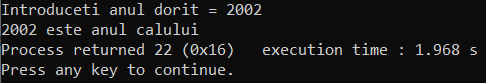 Introduceti anul dorit = 2002
2002 este anul calului
Process returned 22 (0x16)   execution time : 1.968 s
Press any key to continue.